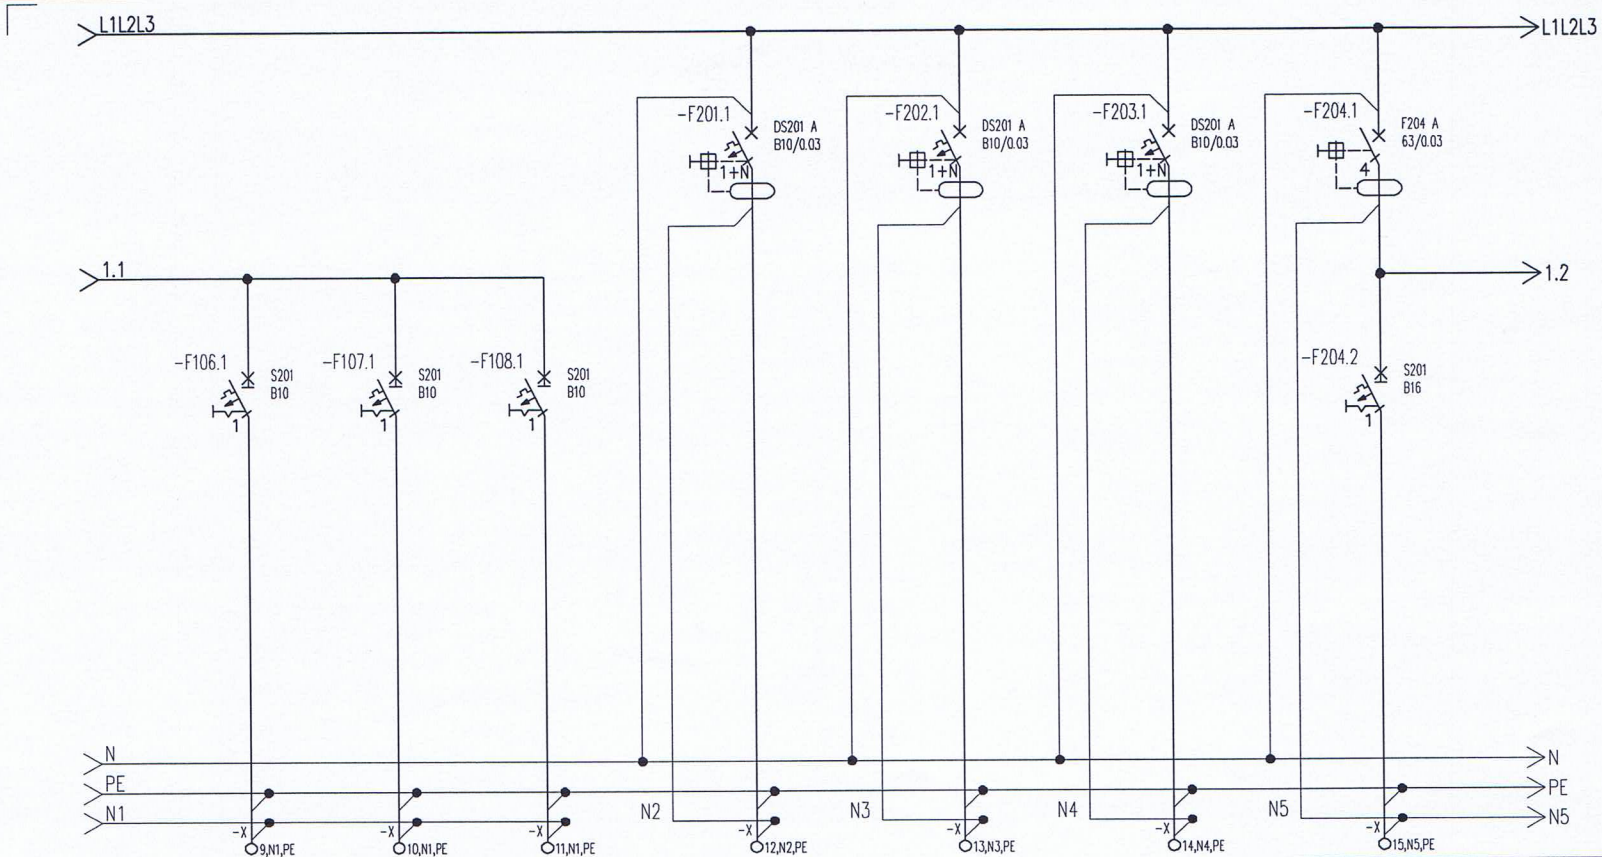 L1L2L3
L1L2L3
-F201.1
DS201 A
B10/0.03
1+N
-F202.1
DS201 A
B10/0.03
1+N
-F203.1
DS201 A
B10/0.03
1+N
-F204.1
F204 A
63/0.03
4
1.1
1.2
-F106.1
S201
B10
1
-F107.1
S201
B10
1
-F108.1
S201
B10
1
-F204.2
S201
B16
1
N
N
PE
PE
N1
N2
N3
N4
N5
N5
-X
9,N1,PE
-X
10,N1,PE
-X
11,N1,PE
-X
12,N2,PE
-X
13,N3,PE
-X
14,N4,PE
-X
15,N5,PE